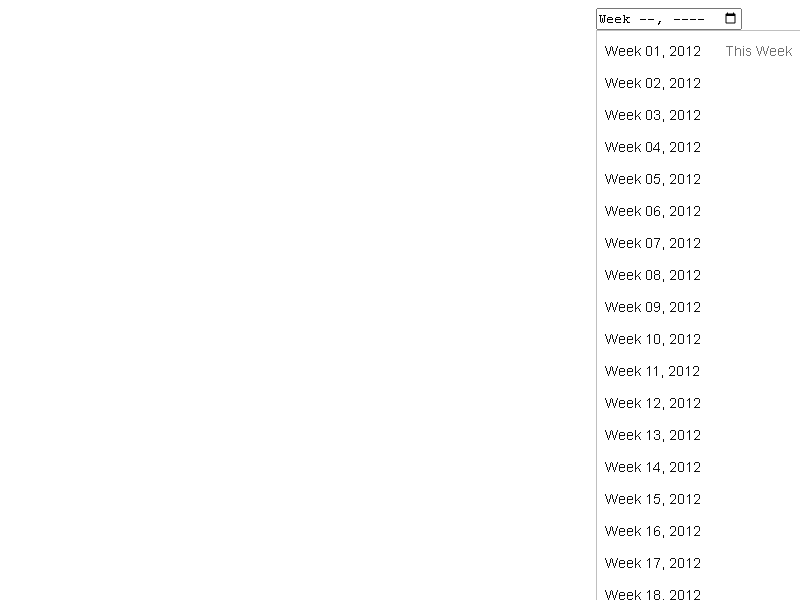 Week --, ----
Week 01, 2012 This Week
Week 02, 2012
Week 03, 2012
Week 04, 2012
Week 05, 2012
Week 06, 2012
Week 07, 2012
Week 08, 2012
Week 09, 2012
Week 10, 2012
Week 11, 2012
Week 12, 2012
Week 13, 2012
Week 14, 2012
Week 15, 2012
Week 16, 2012
Week 17, 2012
Week 18, 2012